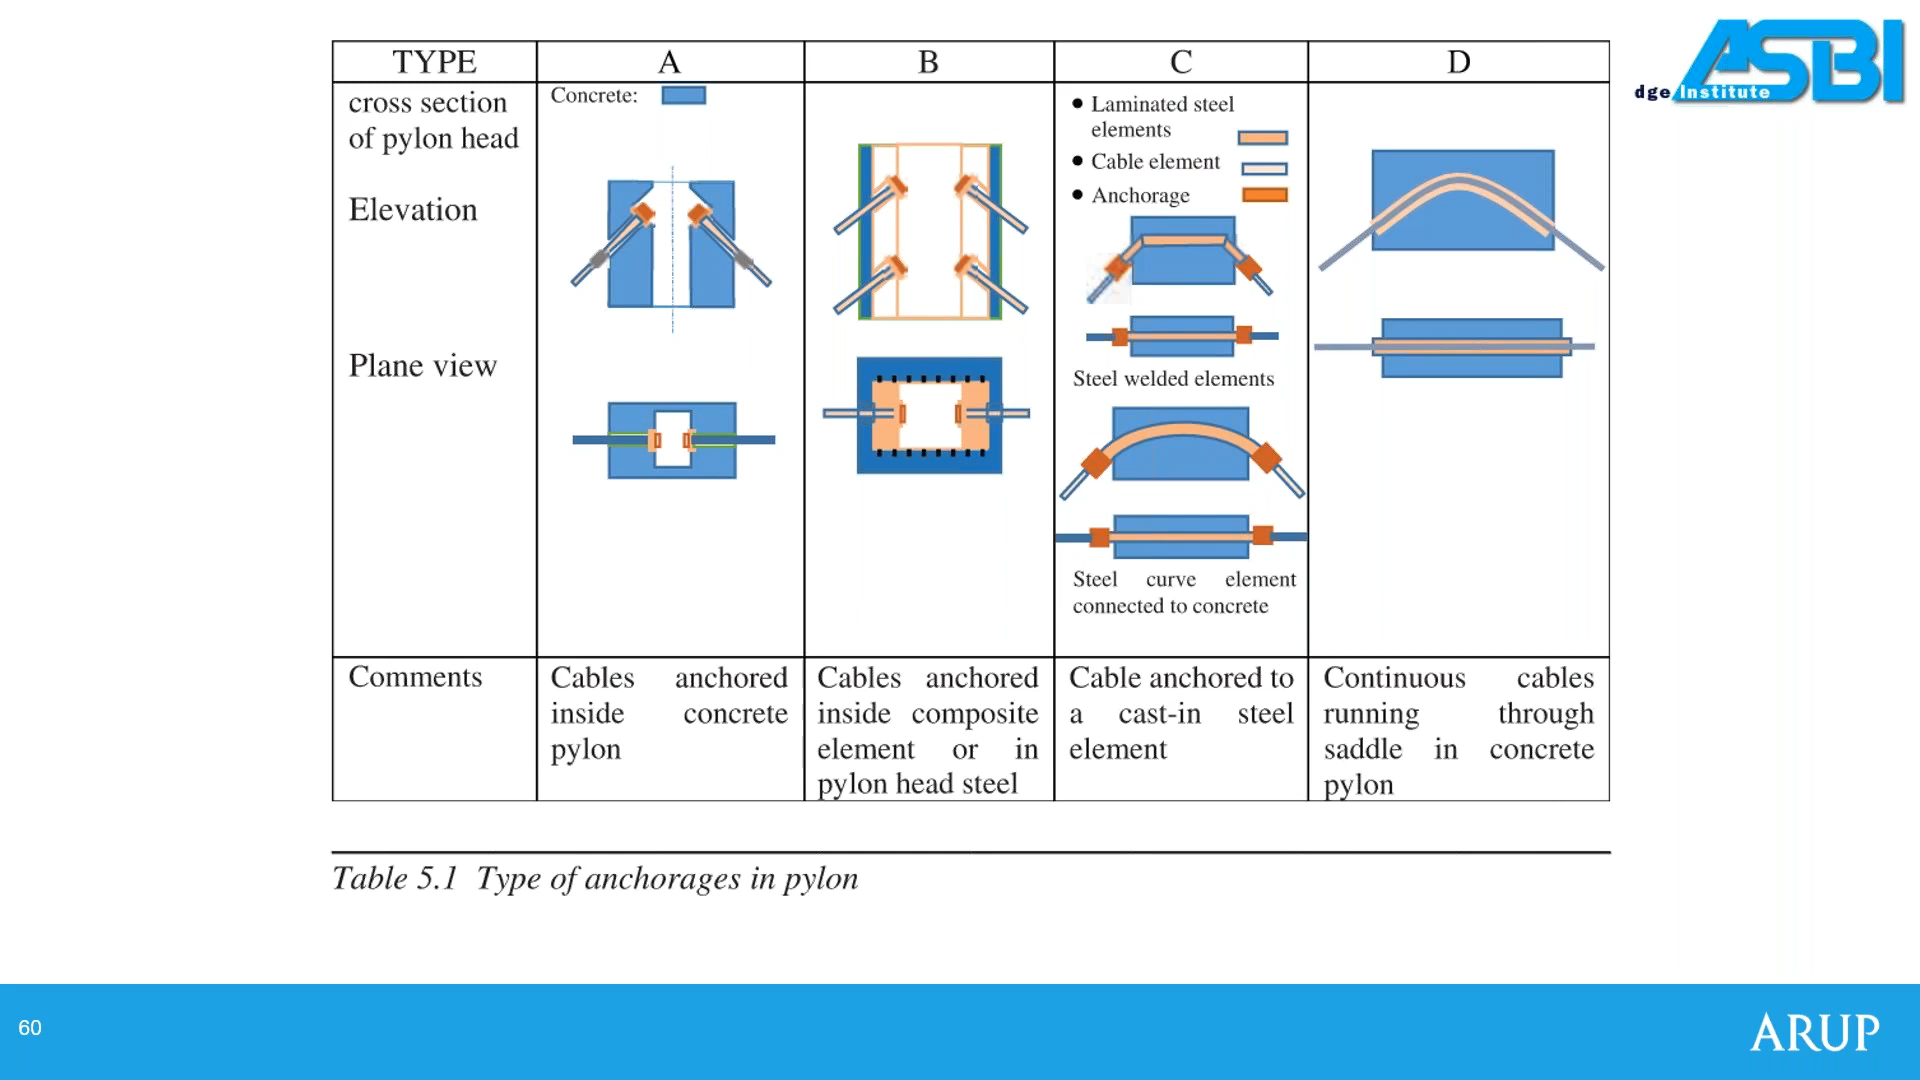 TYPE
A
B
C
D
cross section
of pylon head
Elevation
Plane view
Concrete:
Laminated steel
elements
Cable element
Anchorage
Steel welded elements
Steel curve element
connected to concrete
Comments
Cables anchored
inside concrete
pylon
Cables anchored
inside composite
element or in
pylon head steel
Cable anchored to
a cast-in steel
element
Continuous cables
running through
saddle in concrete
pylon
Table 5.1 Type of anchorages in pylon
ASBI
dge Institute
60
ARUP